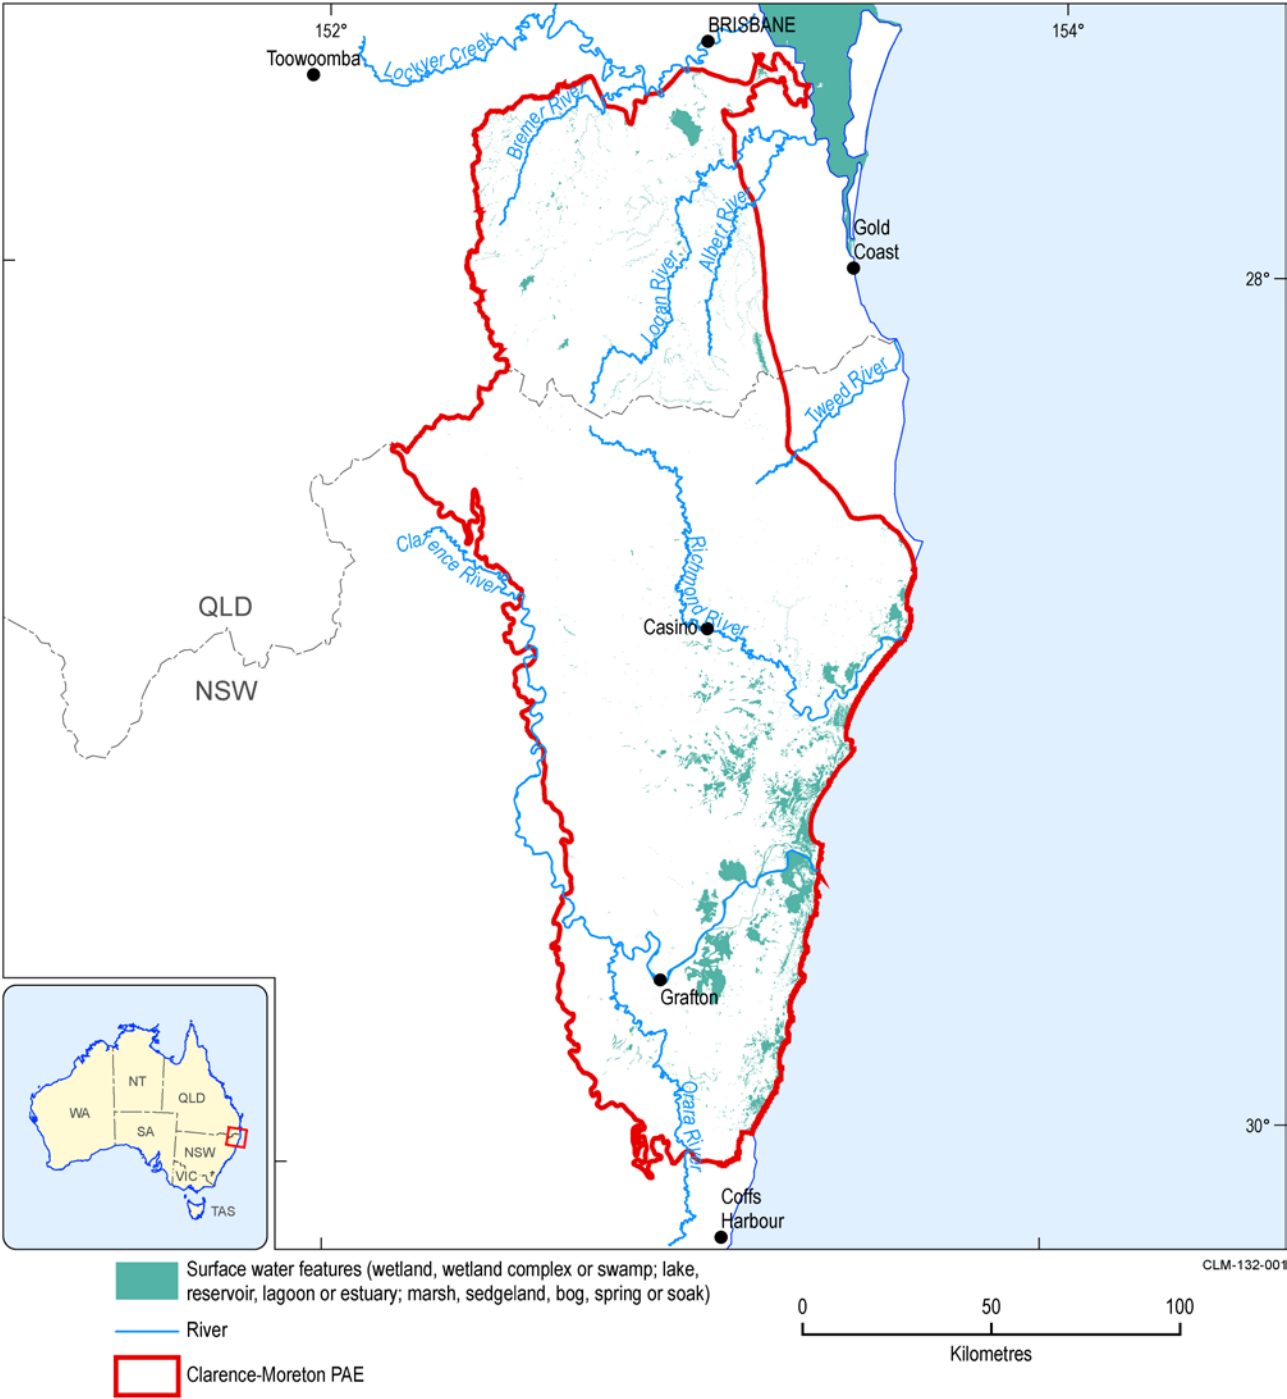 152°
154°
BRISBANE
Toowoomba
Lockyer Creek
Bremer River
Logan River
Albert River
Gold
Coast
28°
Tweed River
Clarence River
Richmond River
QLD
Casino
NSW
Grafton
Orara River
30°
Coffs
Harbour
NT
QLD
WA
SA
NSW
VIC
TAS
CLM-132-001
Surface water features (wetland, wetland complex or swamp; lake,
reservoir, lagoon or estuary; marsh, sedgeland, bog, spring or soak)
River
Clarence-Moreton PAE
0 50 100
Kilometres